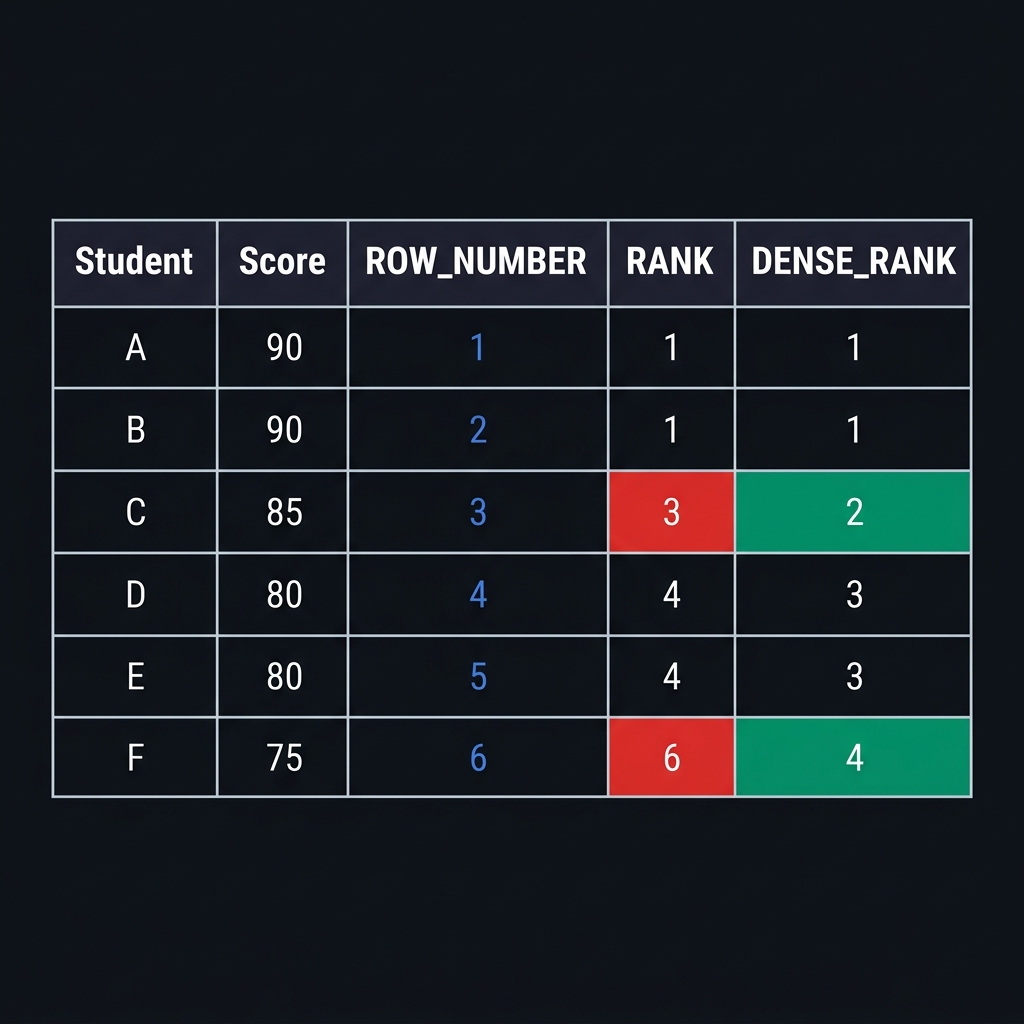 Student Score ROW_NUMBER RANK DENSE_RANK
A 90 1 1 1
B 90 2 1 1
C 85 3 3 2
D 80 4 4 3
E 80 5 4 3
F 75 6 6 4